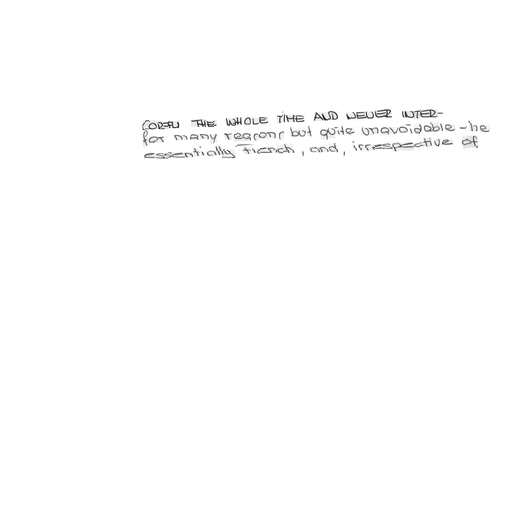 CORFU THE WHOLE TIME AND NEVER INTER-
for many reasons but quite unavoidable - he
essentially French, and, irrespective of